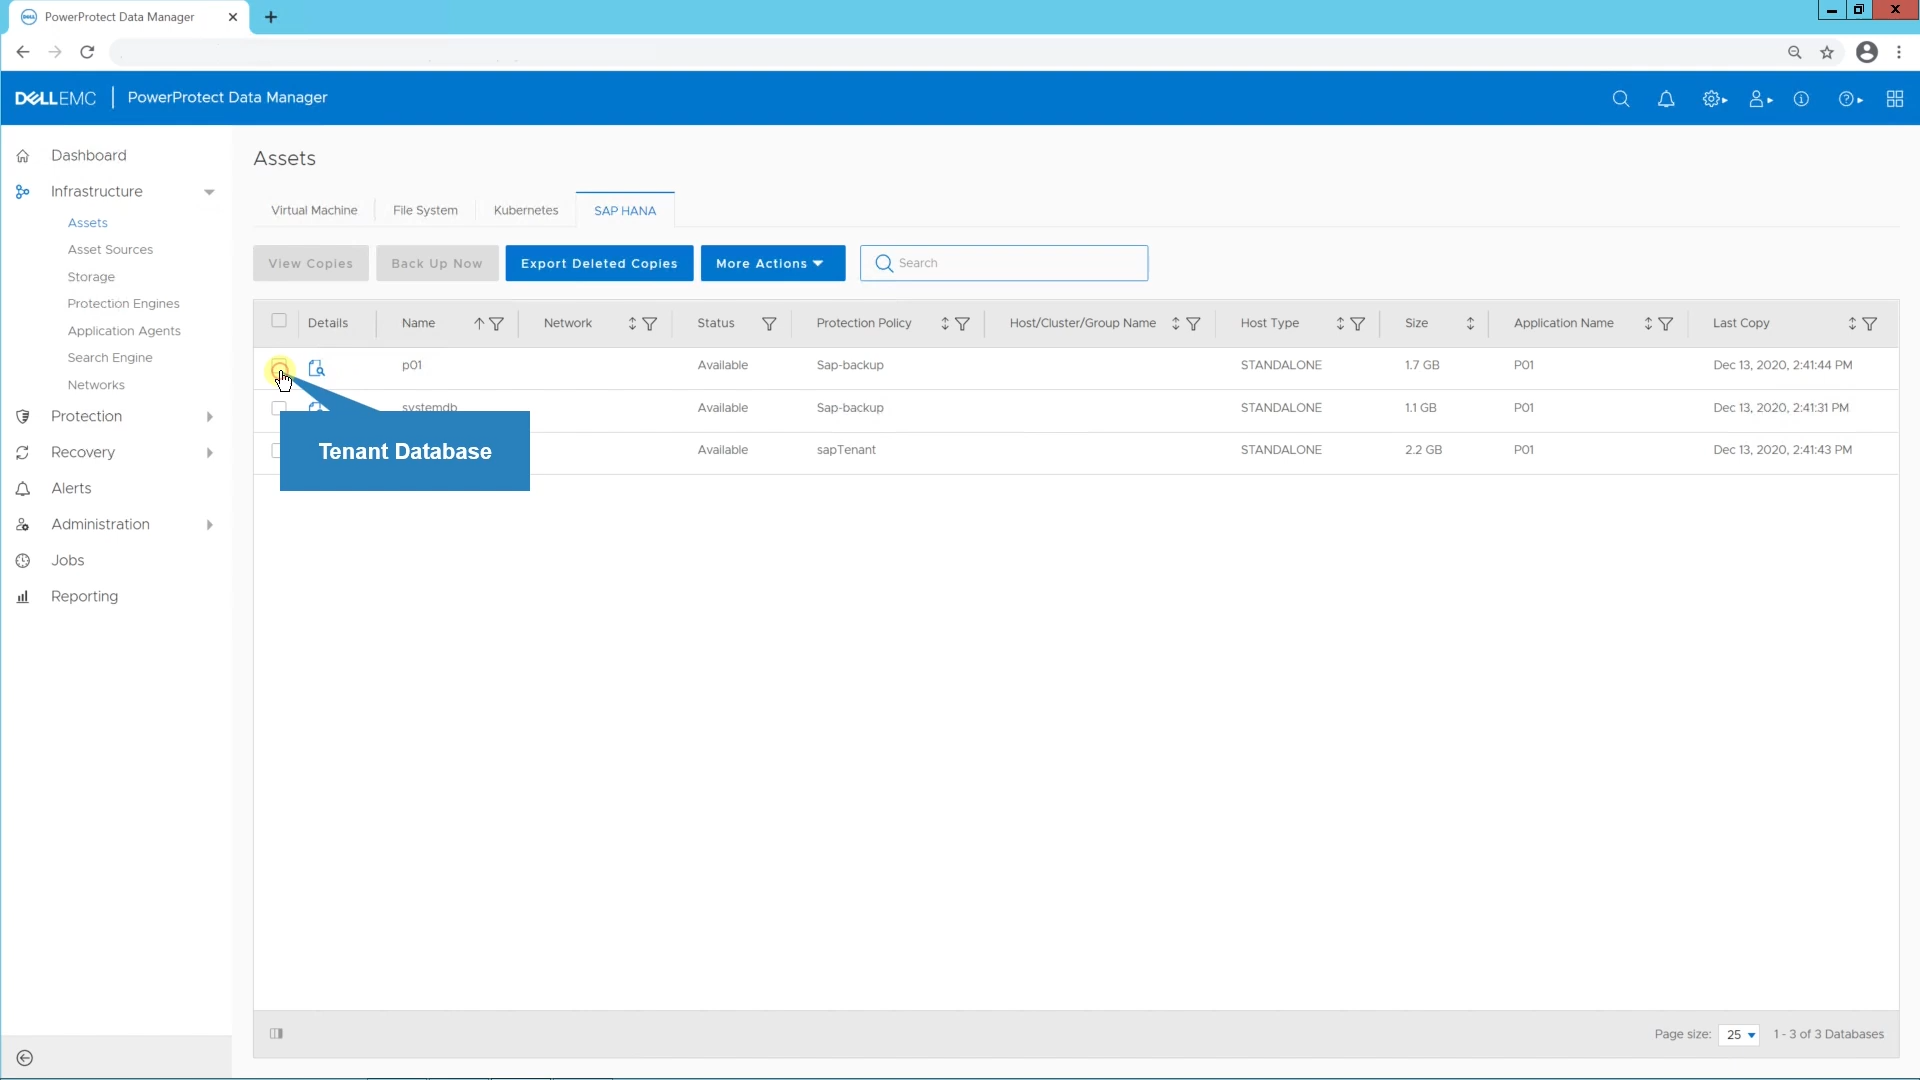 PowerProtect Data Manager
DELLEMC PowerProtect Data Manager
Dashboard
Infrastructure
Assets
Asset Sources
Storage
Protection Engines
Application Agents
Search Engine
Networks
Protection
Recovery
Alerts
Administration
Jobs
Reporting
Assets
Virtual Machine File System Kubernetes SAP HANA
View Copies Back Up Now Export Deleted Copies More Actions Search
Details Name Network Status Protection Policy Host/Cluster/Group Name Host Type Size Application Name Last Copy
p01 Available Sap-backup STANDALONE 1.7 GB P01 Dec 13, 2020, 2:41:44 PM
systemdb Available Sap-backup STANDALONE 1.1 GB P01 Dec 13, 2020, 2:41:31 PM
Available sapTenant STANDALONE 2.2 GB P01 Dec 13, 2020, 2:41:43 PM
Tenant Database
Page size: 25 1 - 3 of 3 Databases